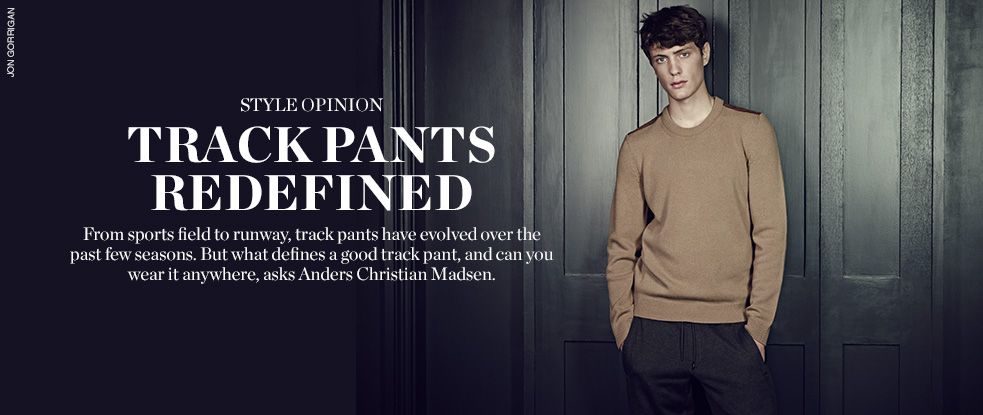 JON GORRIGAN
STYLE OPINION
TRACK PANTS
REDEFINED
From sports field to runway, track pants have evolved over the
past few seasons. But what defines a good track pant, and can you
wear it anywhere, asks Anders Christian Madsen.